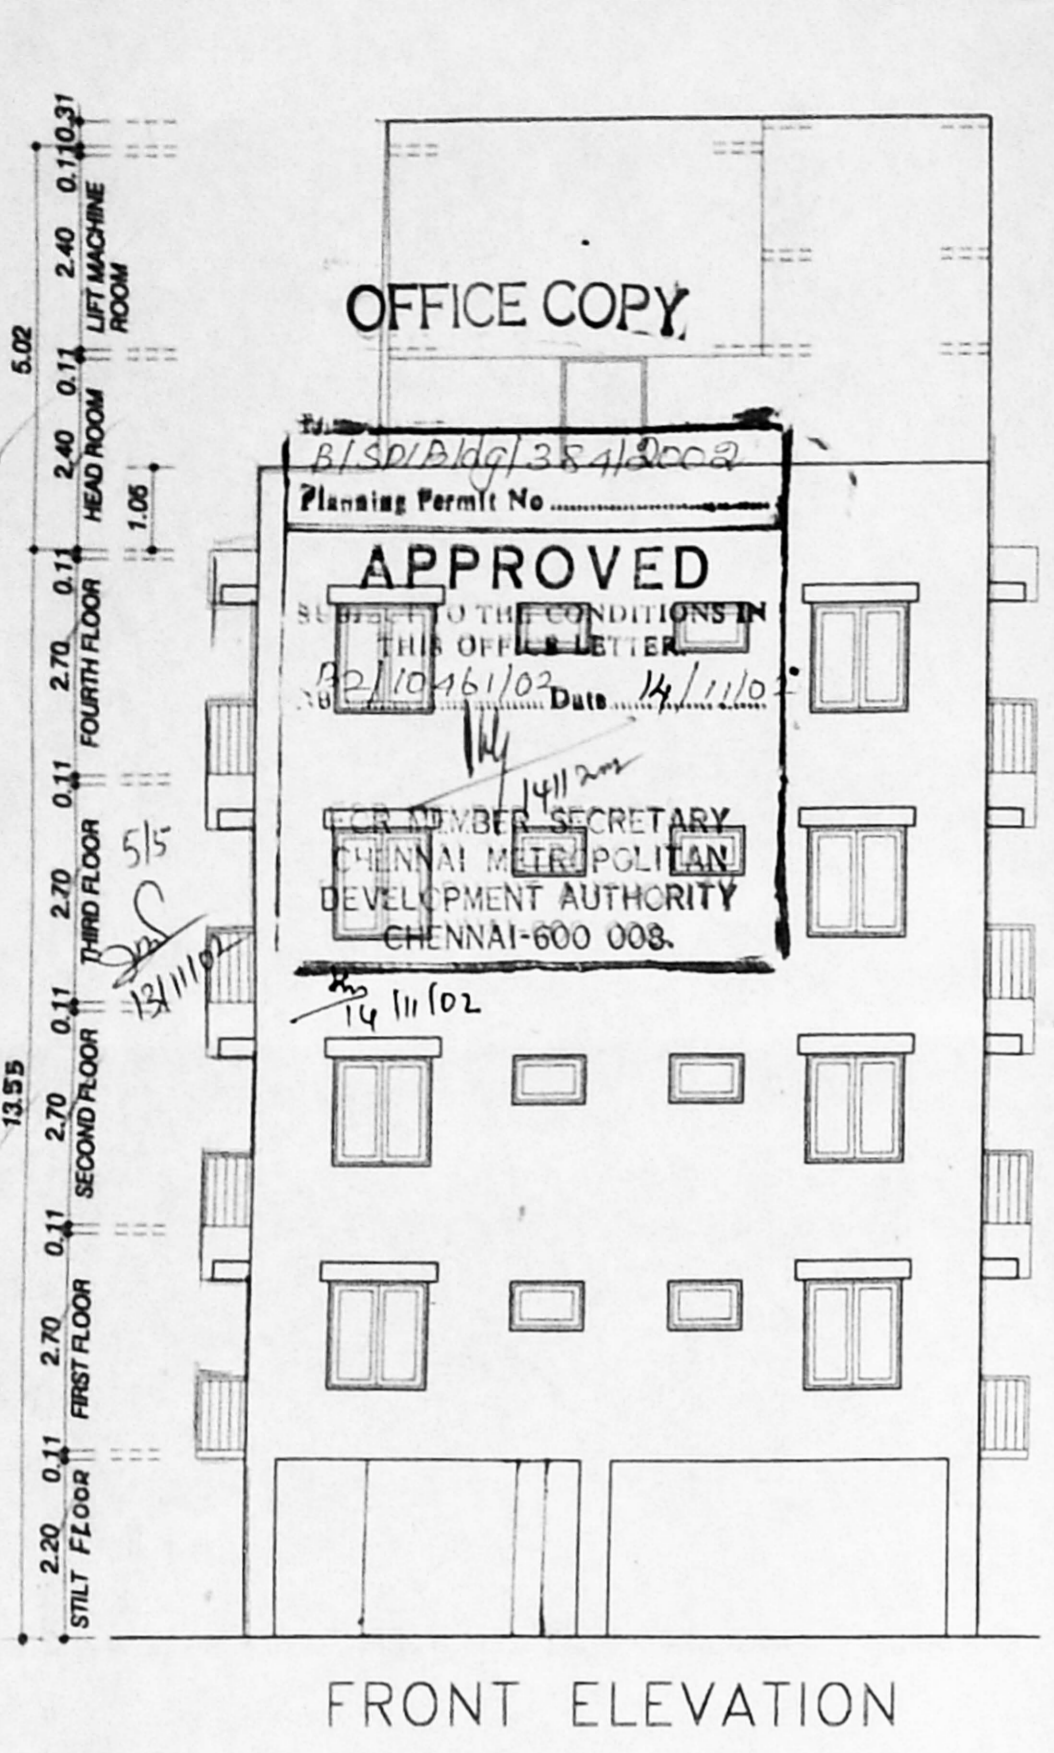 0.31
0.11
2.40
LIFT MACHINE
ROOM
5.02
0.11
2.40
HEAD ROOM
1.06
0.11
2.70
FOURTH FLOOR
0.11
2.70
THIRD FLOOR
5/5
13/11/02
0.11
13.55
2.70
SECOND FLOOR
0.11
2.70
FIRST FLOOR
0.11
2.20
STILT FLOOR
OFFICE COPY
B/SPl/Bldg/384/2002
Planning Permit No
APPROVED
SUBJECT TO THE CONDITIONS IN
THIS OFFICE LETTER.
B2/10461/02 Date 14/11/02
14/11/2002
FOR MEMBER SECRETARY
CHENNAI METROPOLITAN
DEVELOPMENT AUTHORITY
CHENNAI-600 008.
14/11/02
FRONT ELEVATION